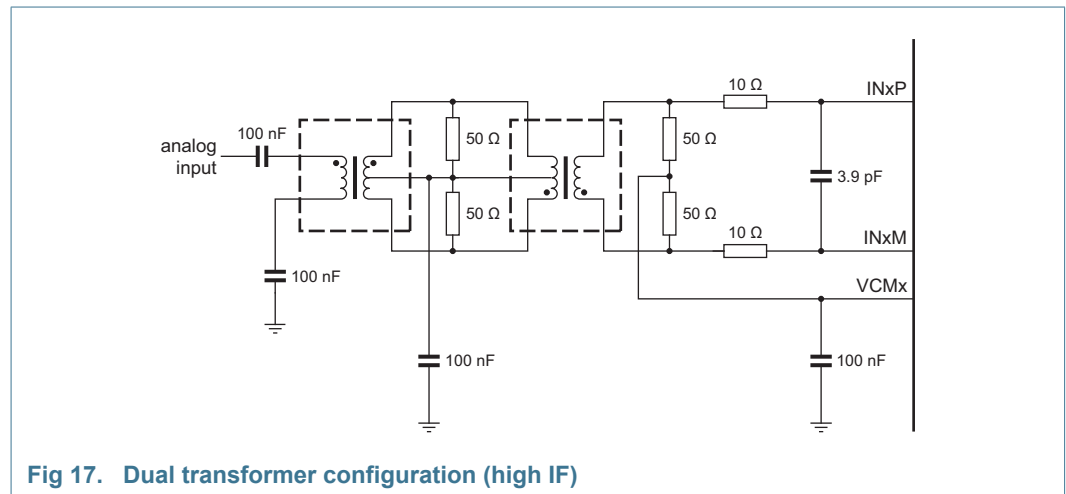 10 Ω
INxP
100 nF
analog
input
50 Ω
50 Ω
3.9 pF
50 Ω
50 Ω
10 Ω
INxM
100 nF
VCMx
100 nF
100 nF
Fig 17. Dual transformer configuration (high IF)